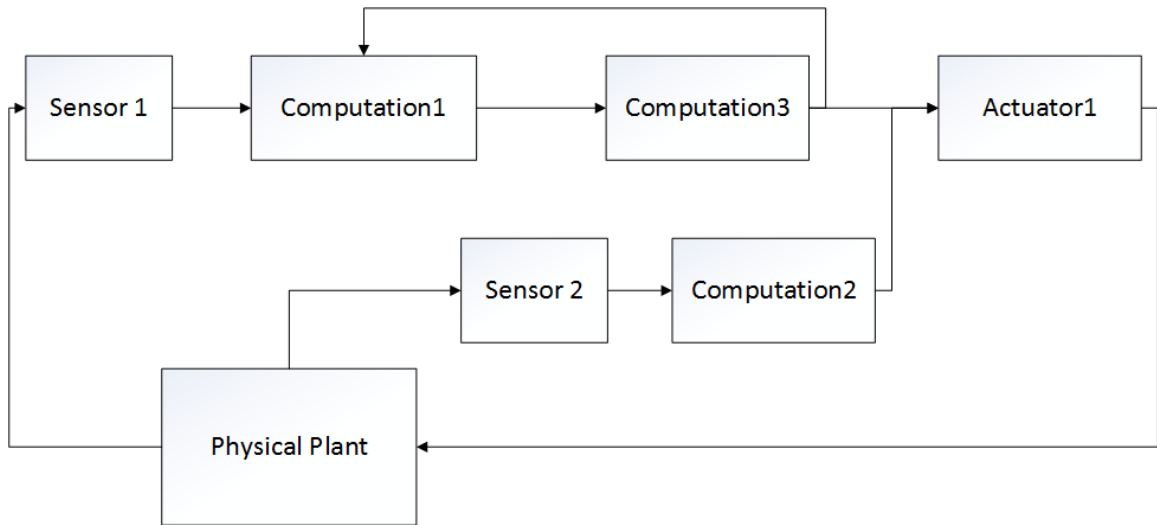 Sensor 1
Computation1
Computation3
Actuator1
Sensor 2
Computation2
Physical Plant